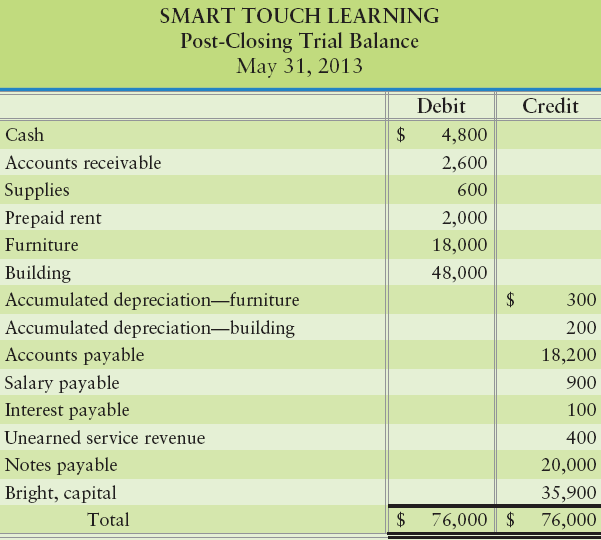 SMART TOUCH LEARNING
Post-Closing Trial Balance
May 31, 2013
Debit Credit
Cash $ 4,800
Accounts receivable 2,600
Supplies 600
Prepaid rent 2,000
Furniture 18,000
Building 48,000
Accumulated depreciation—furniture $ 300
Accumulated depreciation—building 200
Accounts payable 18,200
Salary payable 900
Interest payable 100
Unearned service revenue 400
Notes payable 20,000
Bright, capital 35,900
Total $ 76,000 $ 76,000